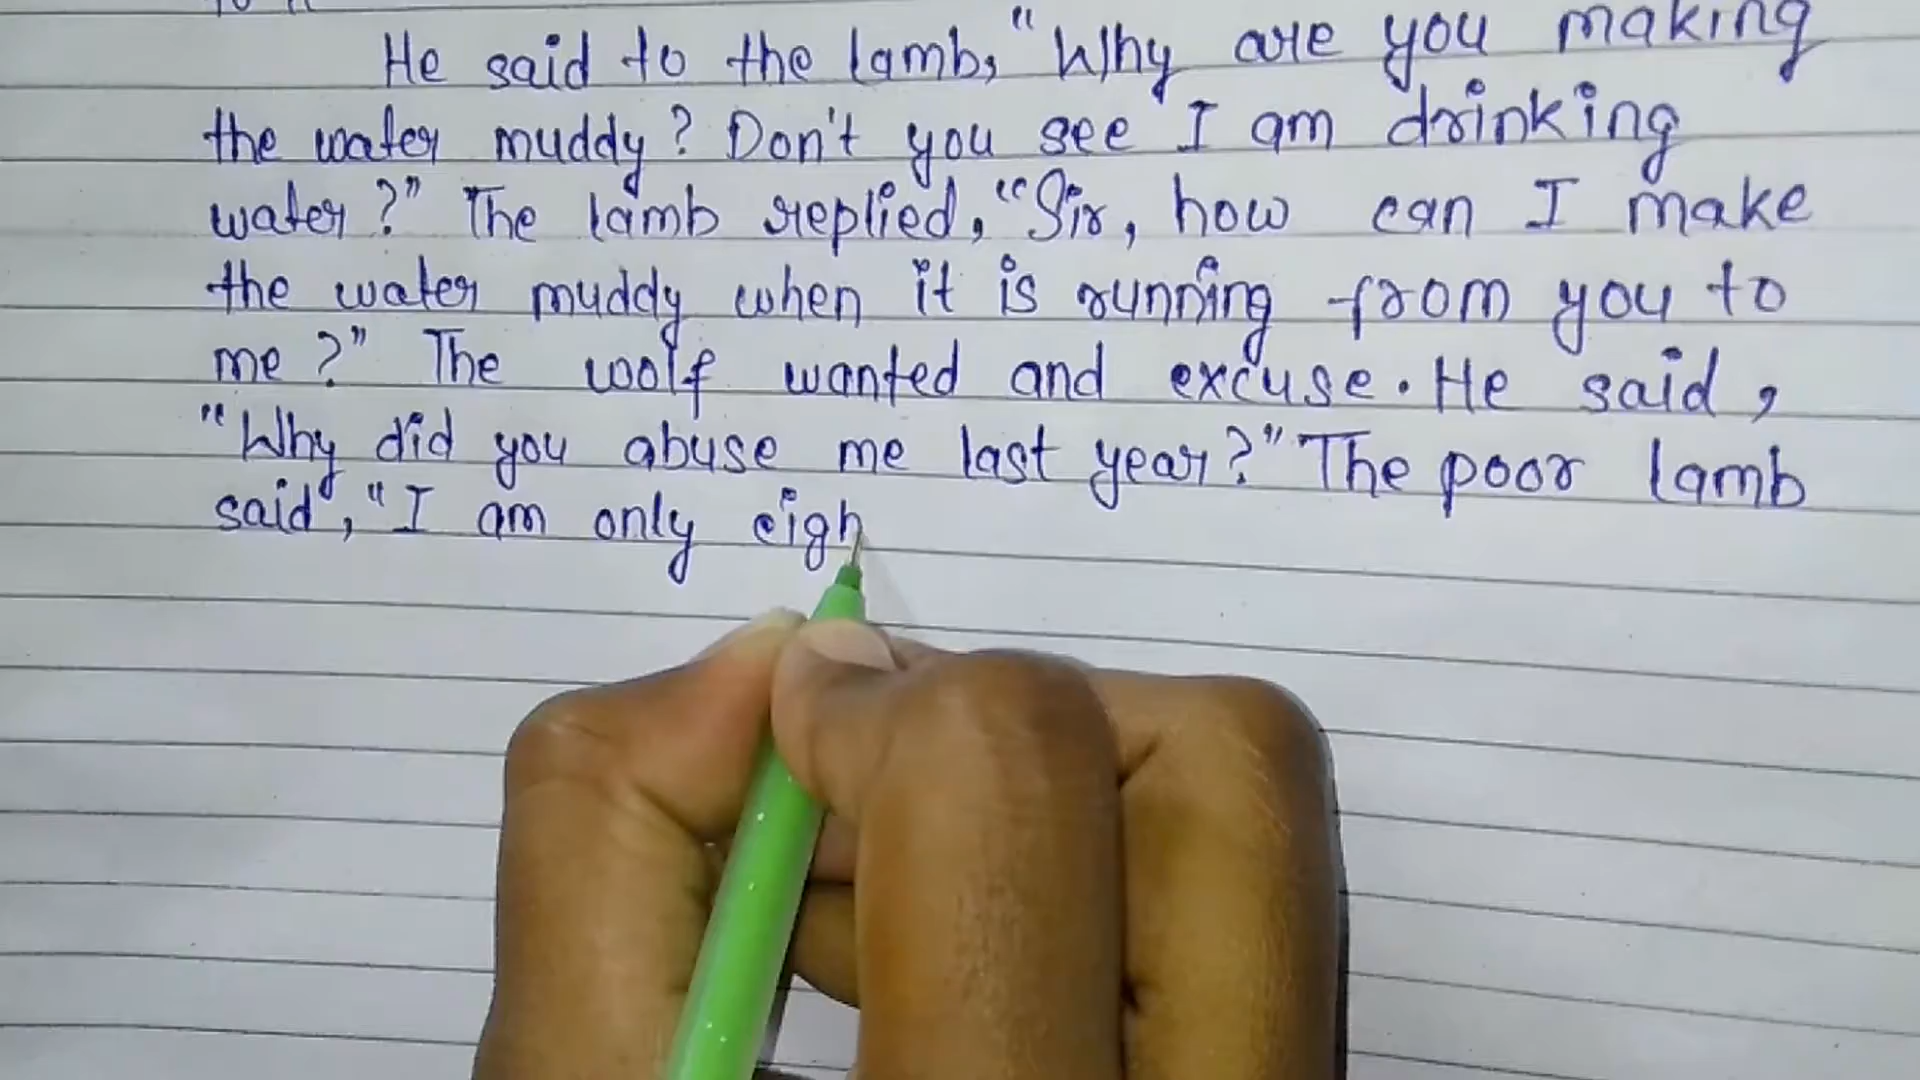 He said to the lamb, "Why are you making
the water muddy? Don't you see I am drinking
water?" The lamb replied, "Sir, how can I make
the water muddy when it is running from you to
me?" The woolf wanted and excuse. He said,
"Why did you abuse me last year?" The poor lamb
said, "I am only eigh